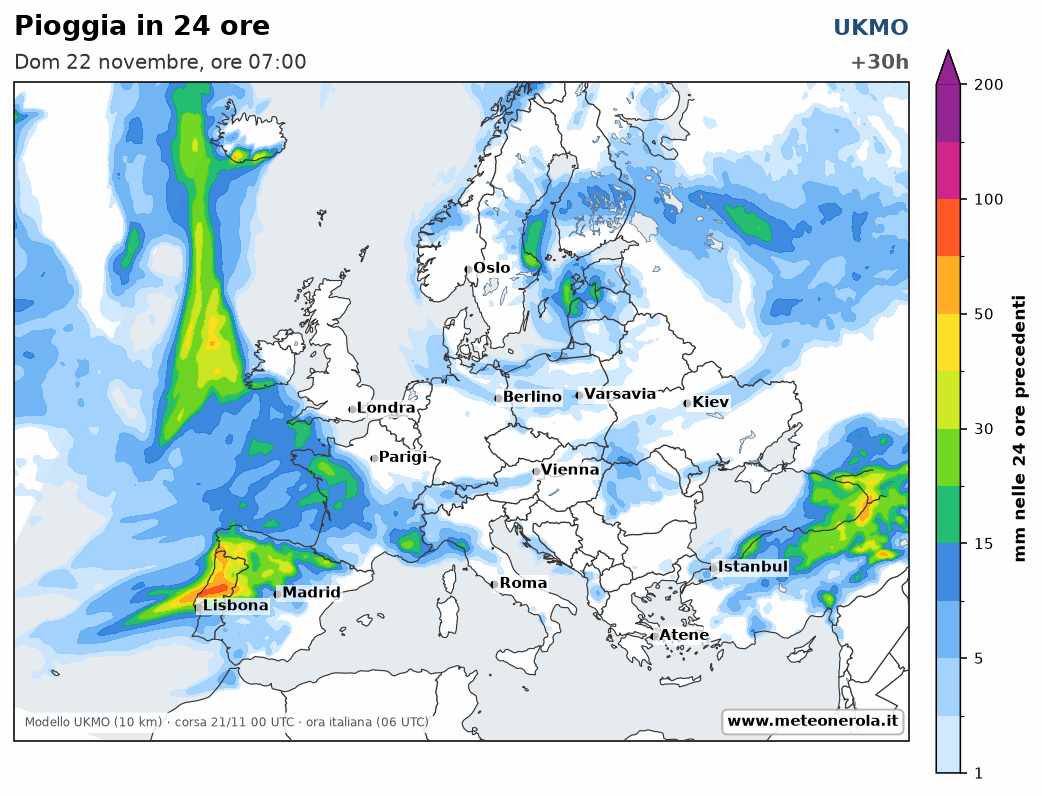 Pioggia in 24 ore
UKMO
Dom 22 novembre, ore 07:00
+30h
200
100
50
30
15
5
1
mm nelle 24 ore precedenti
Oslo
Londra
Berlino
Varsavia
Kiev
Parigi
Vienna
Istanbul
Roma
Madrid
Lisbona
Atene
Modello UKMO (10 km) · corsa 21/11 00 UTC · ora italiana (06 UTC)
www.meteonerola.it